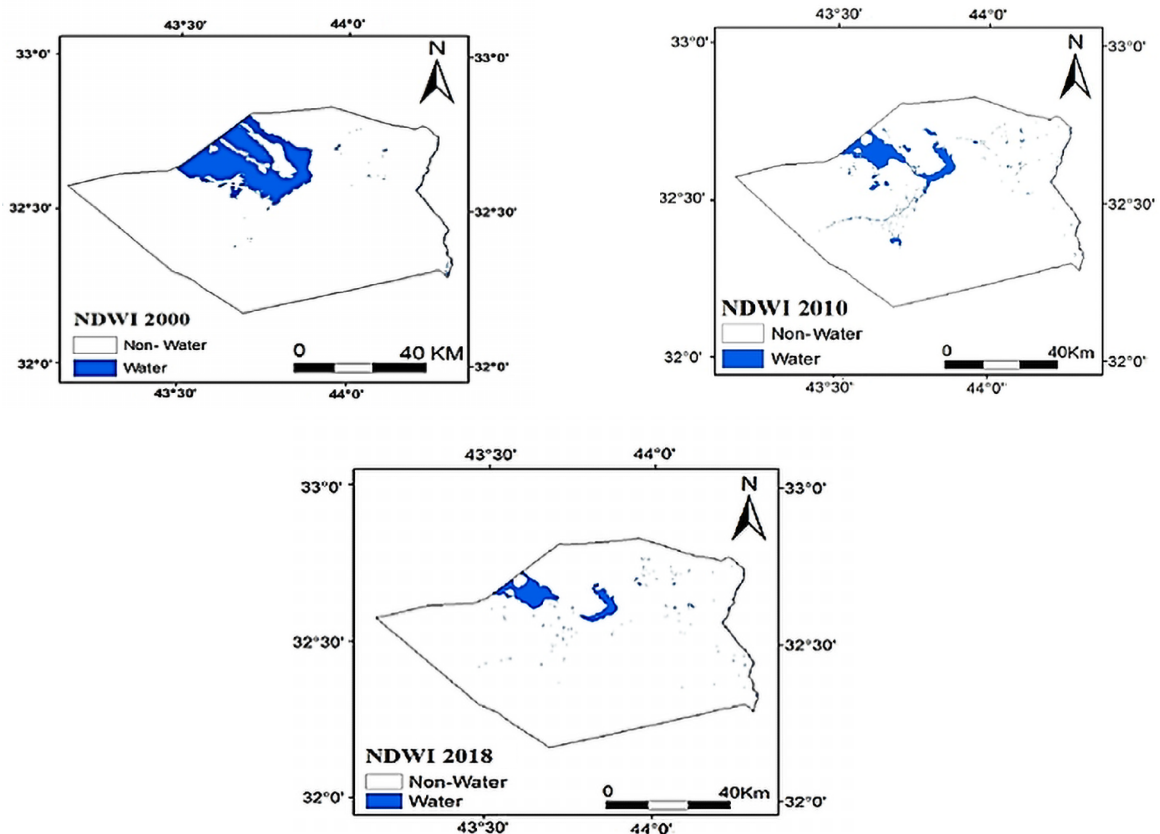 43°30' 44°0'
33°0' 33°0'
N
32°30' 32°30'
NDWI 2000
Non- Water
Water
0 40 KM
32°0' 32°0'
43°30' 44°0'
43°30' 44°0'
33°0' 33°0'
N
32°30' 32°30'
NDWI 2010
Non-Water
Water
0 40Km
32°0' 32°0'
43°30' 44°0'
43°30' 44°0'
33°0' 33°0'
N
32°30' 32°30'
NDWI 2018
Non-Water
Water
0 40Km
32°0' 32°0'
43°30' 44°0'